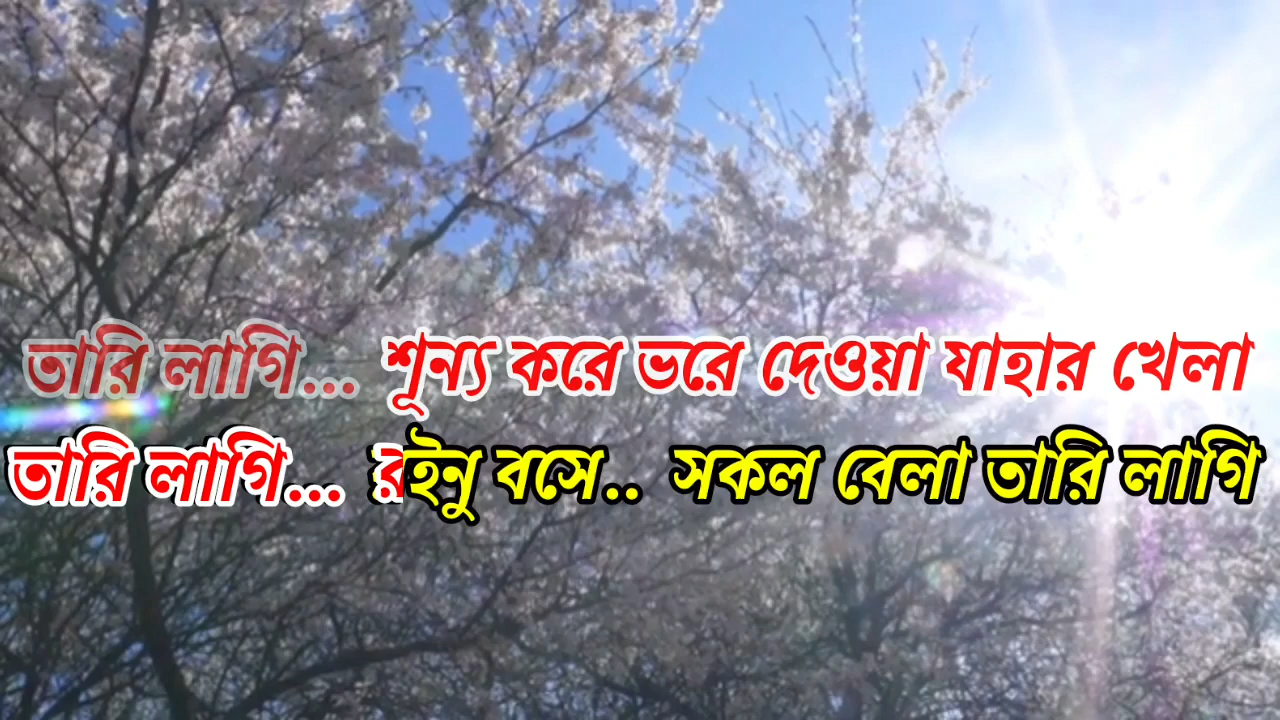 তারি লাগি... শূন্য করে ভরে দেওয়া যাহার খেলা
তারি লাগি... রইনু বসে.. সকল বেলা তারি লাগি